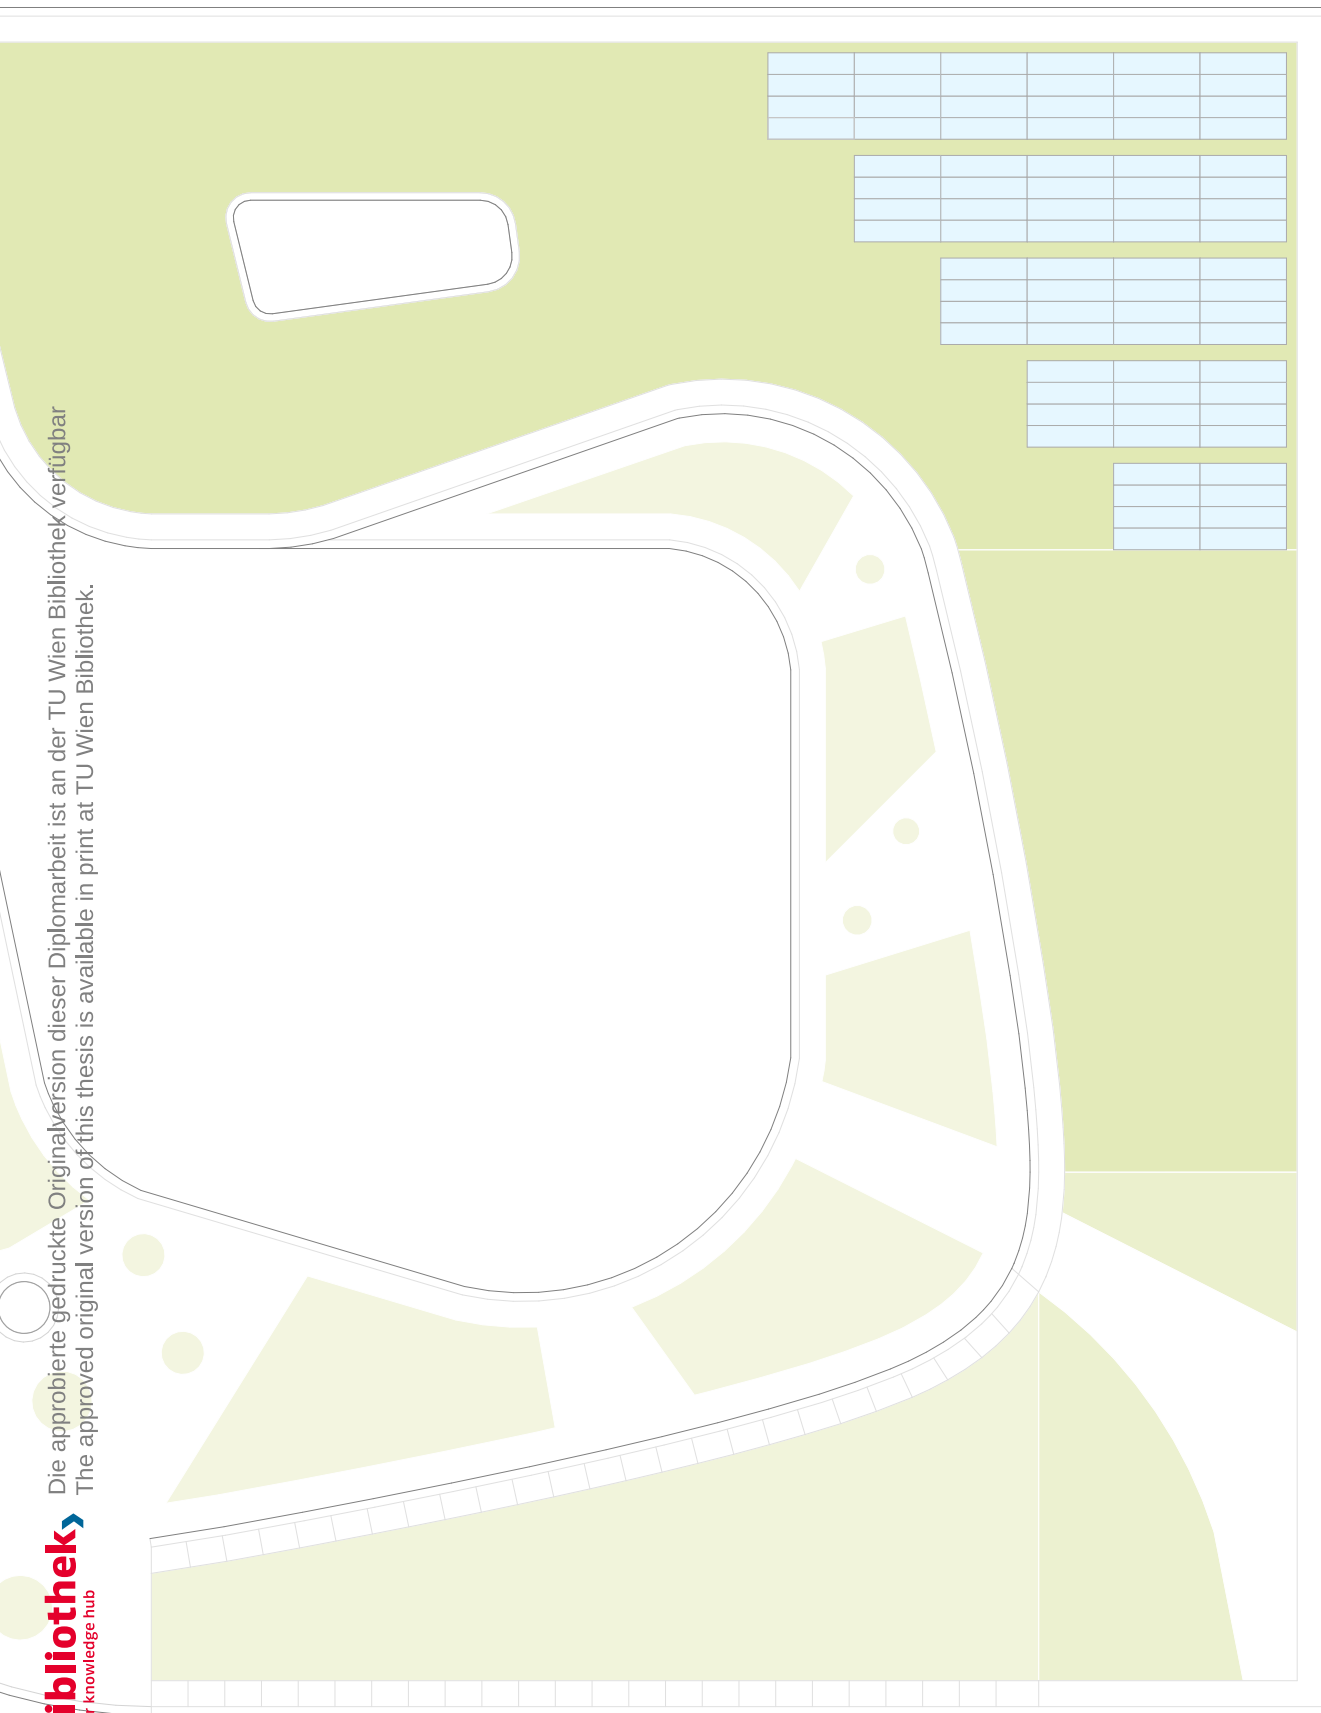 Die approbierte gedruckte Originalversion dieser Diplomarbeit ist an der TU Wien Bibliothek verfügbar
The approved original version of this thesis is available in print at TU Wien Bibliothek.
ibliothek
r knowledge hub